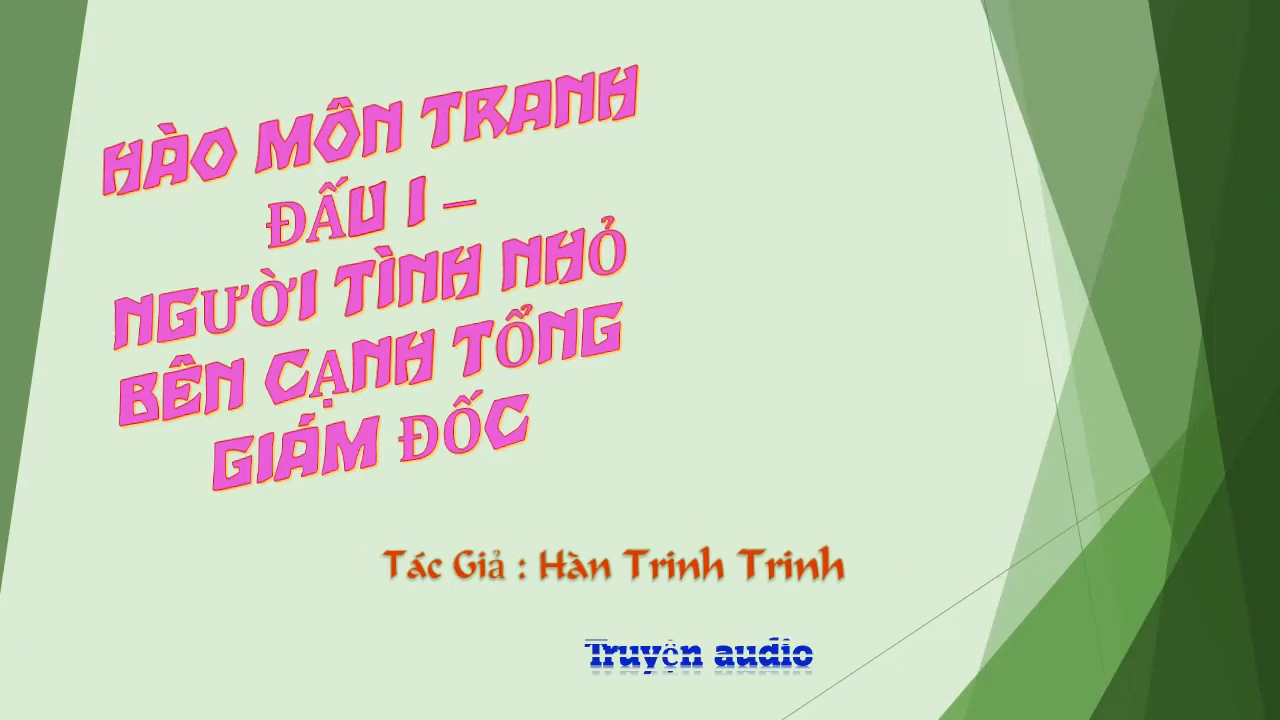 HÀO MÔN TRANH
ĐẤU I –
NGƯỜI TÌNH NHỎ
BÊN CẠNH TỔNG
GIÁM ĐỐC
Tác Giả : Hàn Trinh Trinh
Truyện audio